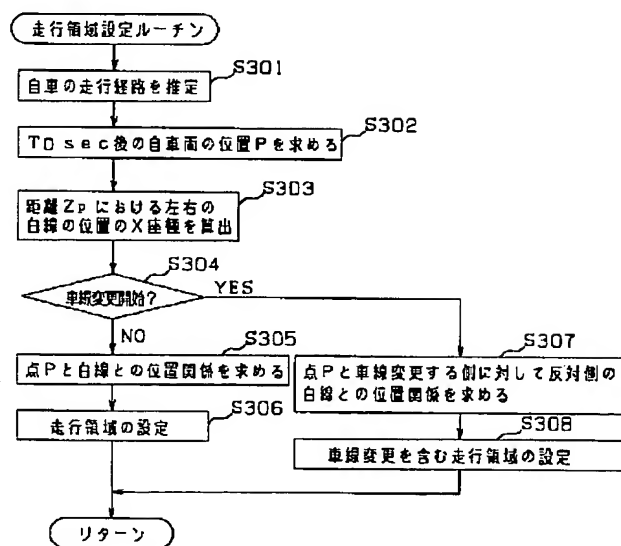 走行領域設定ルーチン
S301
自車の走行経路を推定
S302
T0 sec後の自車両の位置Pを求める
S303
距離Zpにおける左右の
白線の位置のX座標を算出
S304
車線変更開始?
YES
NO
S305
点Pと白線との位置関係を求める
S306
走行領域の設定
S307
点Pと車線変更する側に対して反対側の
白線との位置関係を求める
S308
車線変更を含む走行領域の設定
リターン